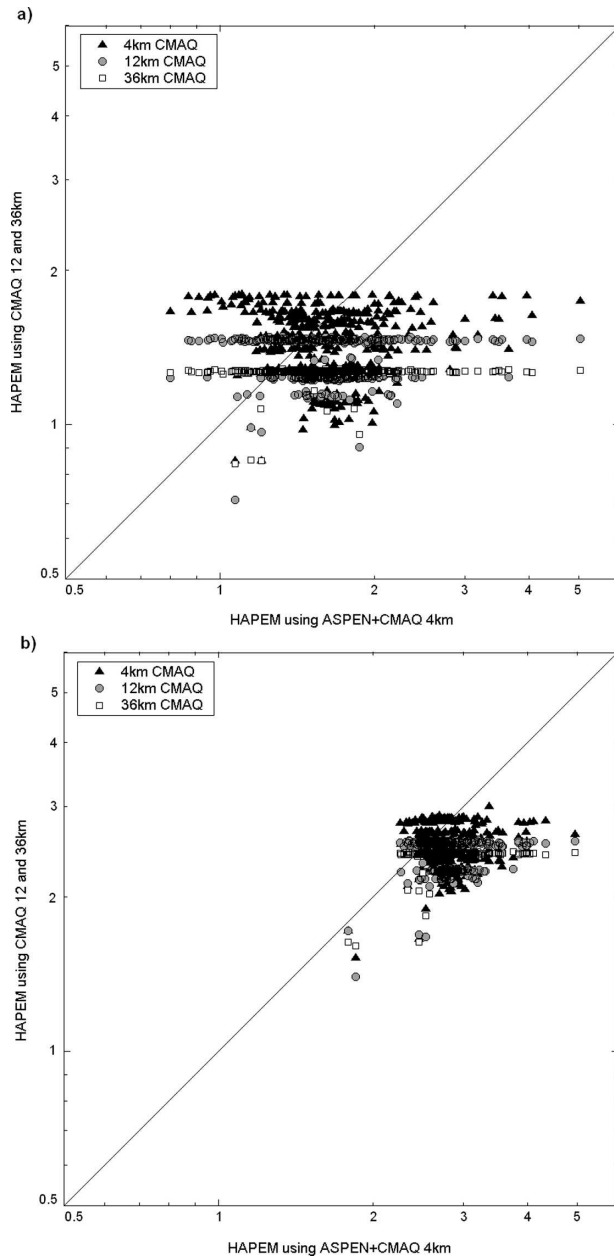 a)
4km CMAQ
12km CMAQ
36km CMAQ
HAPEM using CMAQ 12 and 36km
5
4
3
2
1
0.5
0.5 1 2 3 4 5
HAPEM using ASPEN+CMAQ 4km
b)
4km CMAQ
12km CMAQ
36km CMAQ
HAPEM using CMAQ 12 and 36km
5
4
3
2
1
0.5
0.5 1 2 3 4 5
HAPEM using ASPEN+CMAQ 4km